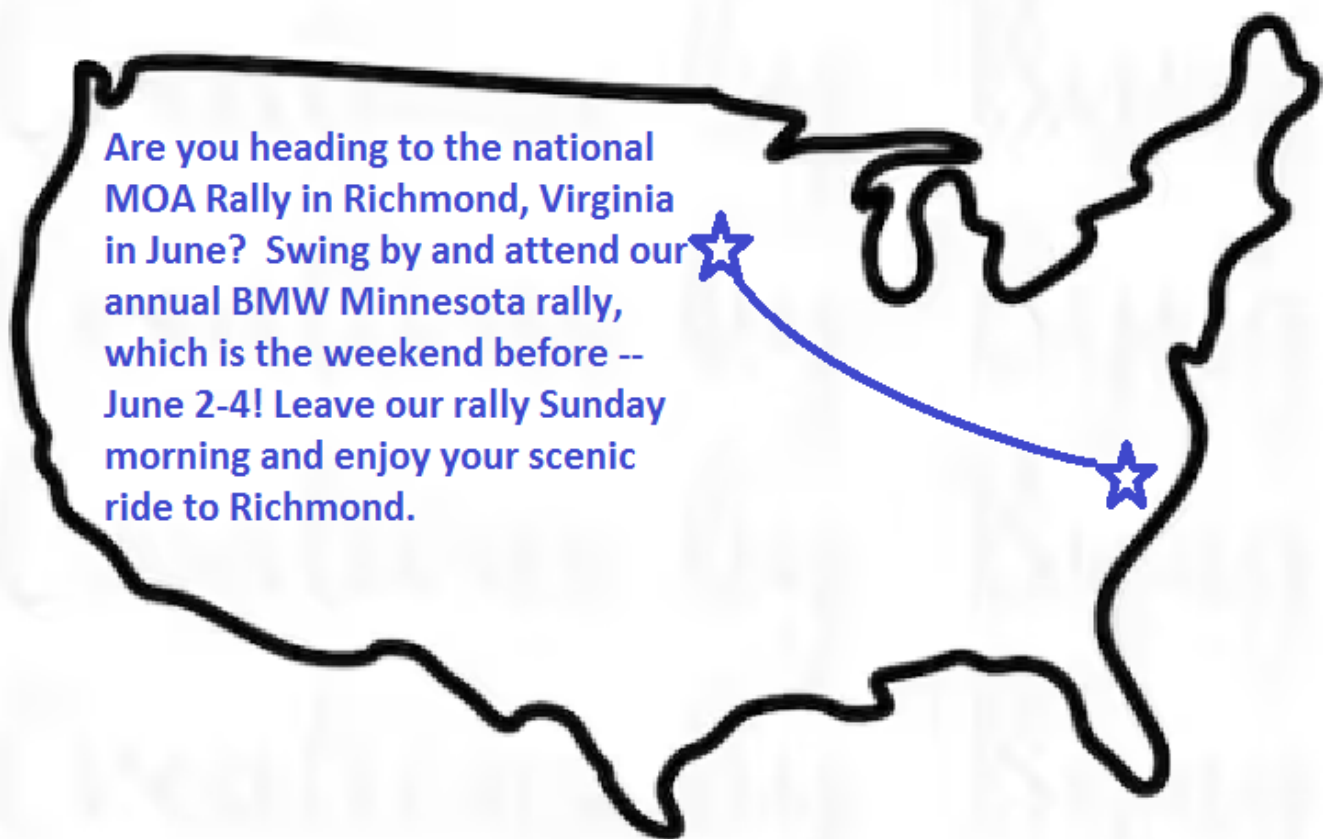 Are you heading to the national
MOA Rally in Richmond, Virginia
in June?  Swing by and attend our
annual BMW Minnesota rally,
which is the weekend before --
June 2-4! Leave our rally Sunday
morning and enjoy your scenic
ride to Richmond.